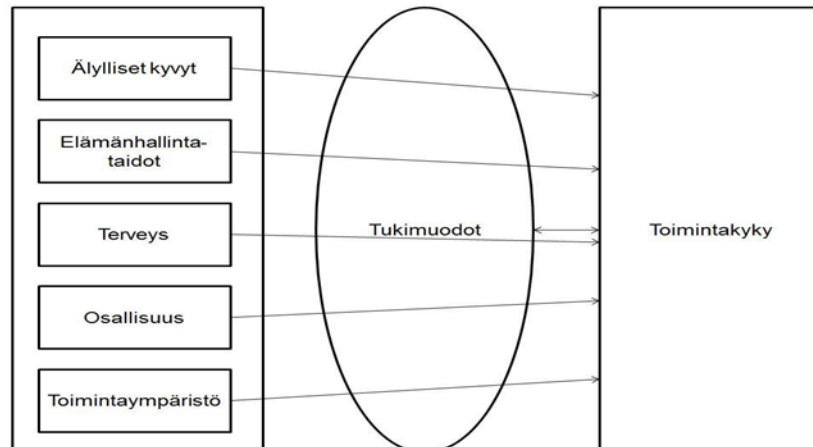 Älylliset kyvyt
Elämänhallinta-
taidot
Terveys
Osallisuus
Toimintaympäristö
Tukimuodot
Toimintakyky